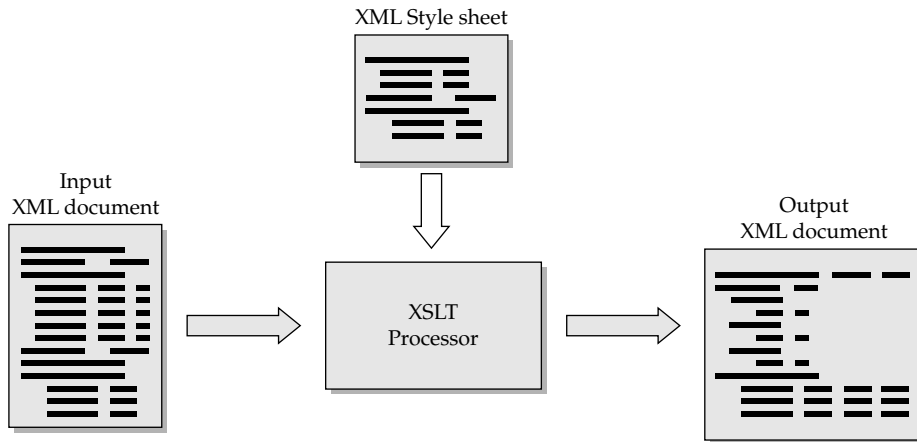 XML Style sheet
Input
XML document
XSLT
Processor
Output
XML document